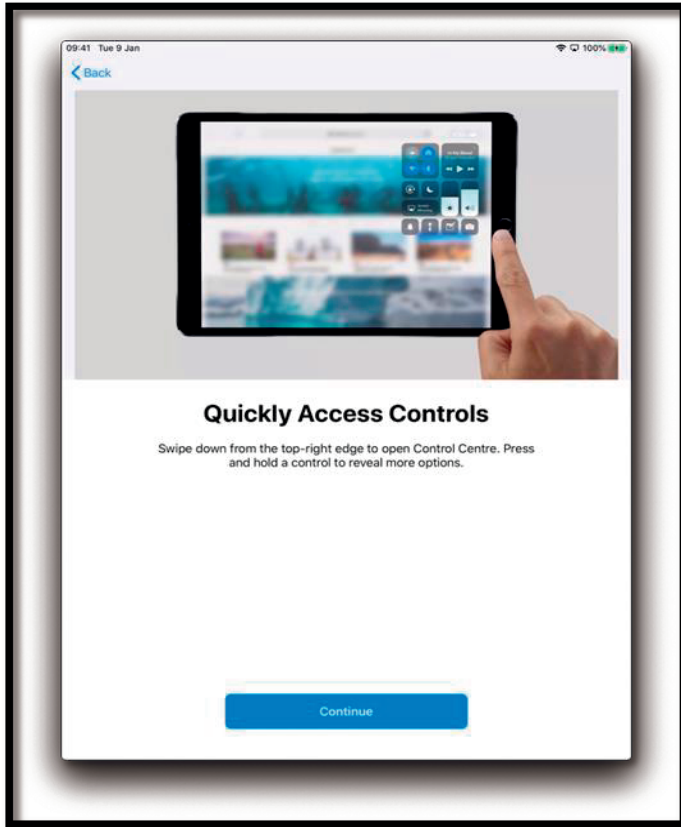 09:41 Tue 9 Jan
100%
Back
Quickly Access Controls
Swipe down from the top-right edge to open Control Centre. Press
and hold a control to reveal more options.
Continue